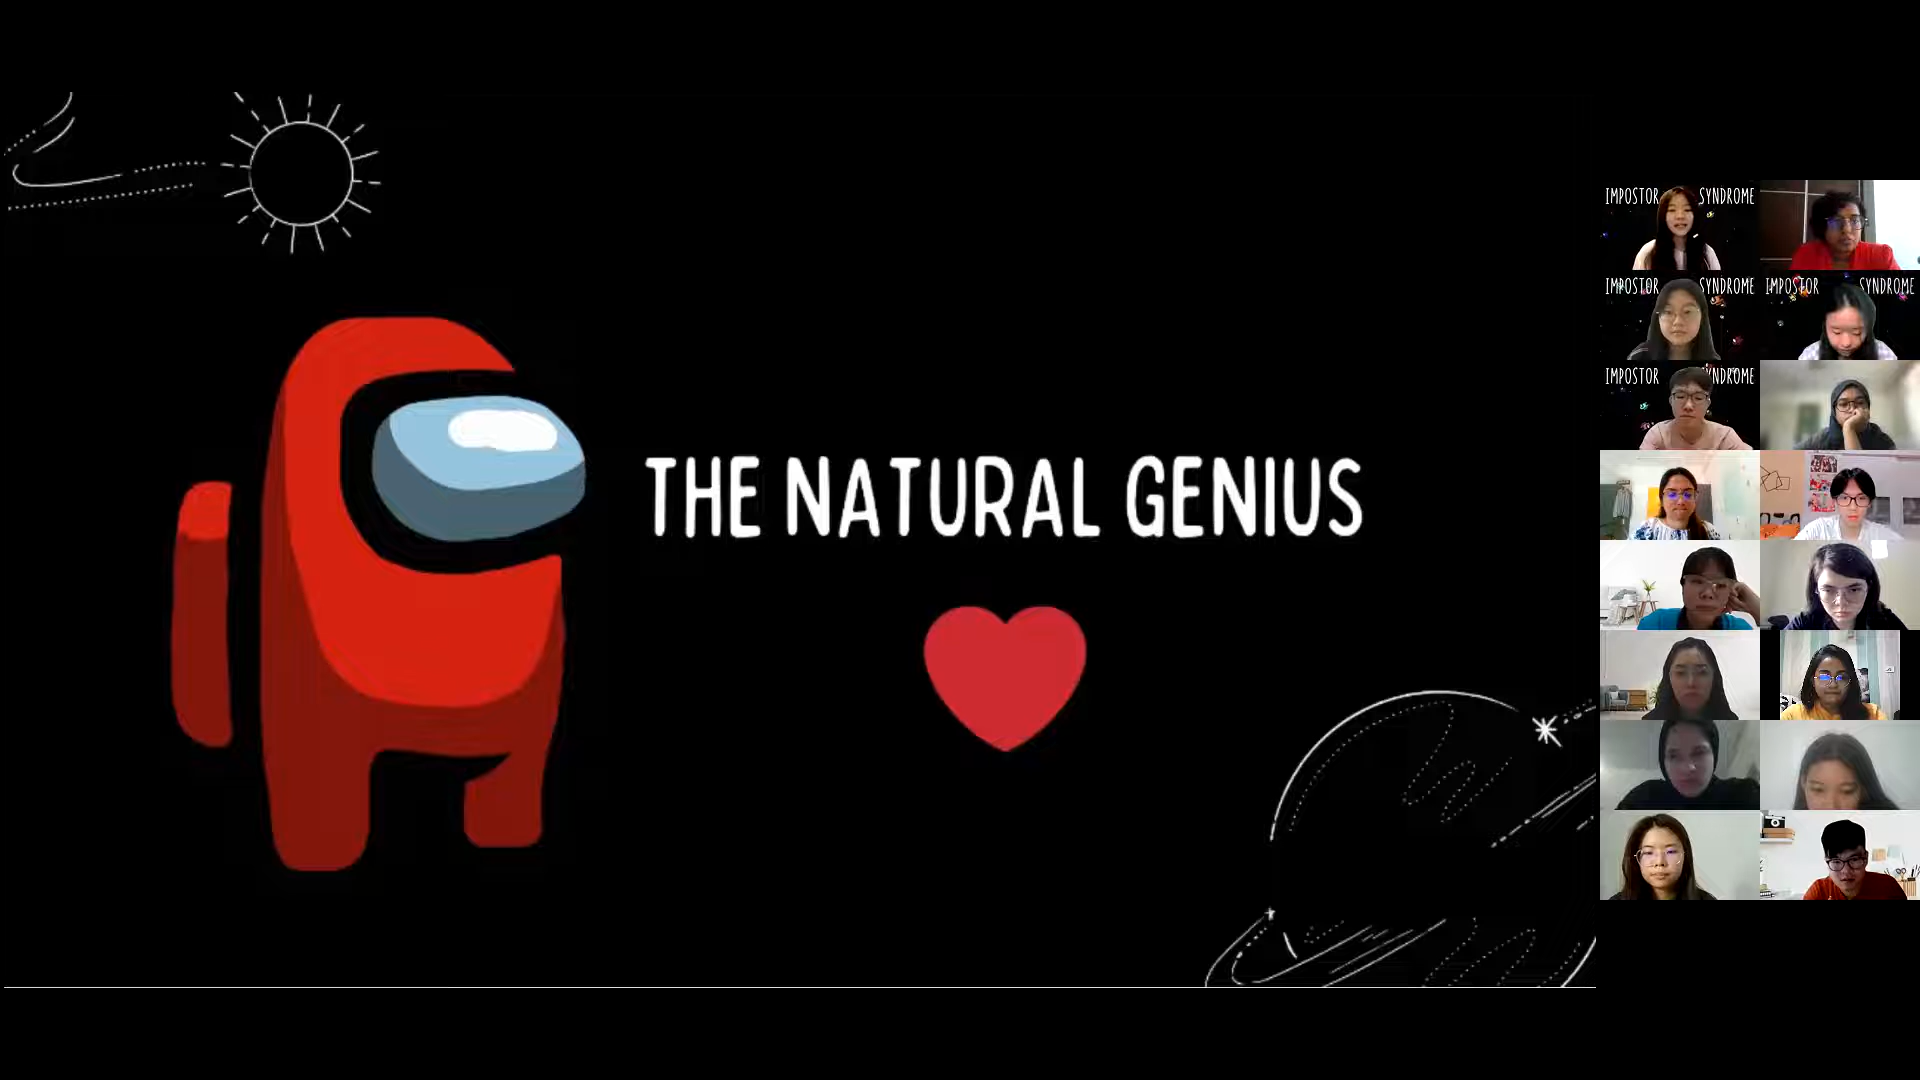 THE NATURAL GENIUS
IMPOSTOR SYNDROME
IMPOSTOR SYNDROME
IMPOSTOR SYNDROME
IMPOSTOR